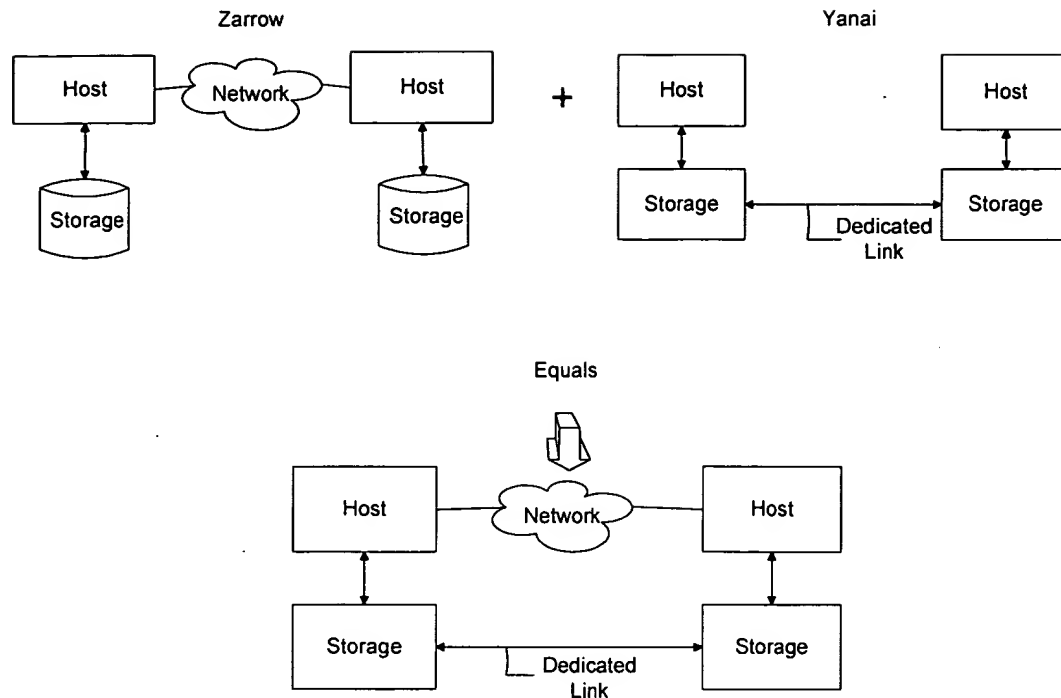 Zarrow
Yanai
Host
Network
Host
+
Host
Host
Storage
Storage
Storage
Storage
Dedicated
Link
Equals
Host
Network
Host
Storage
Storage
Dedicated
Link